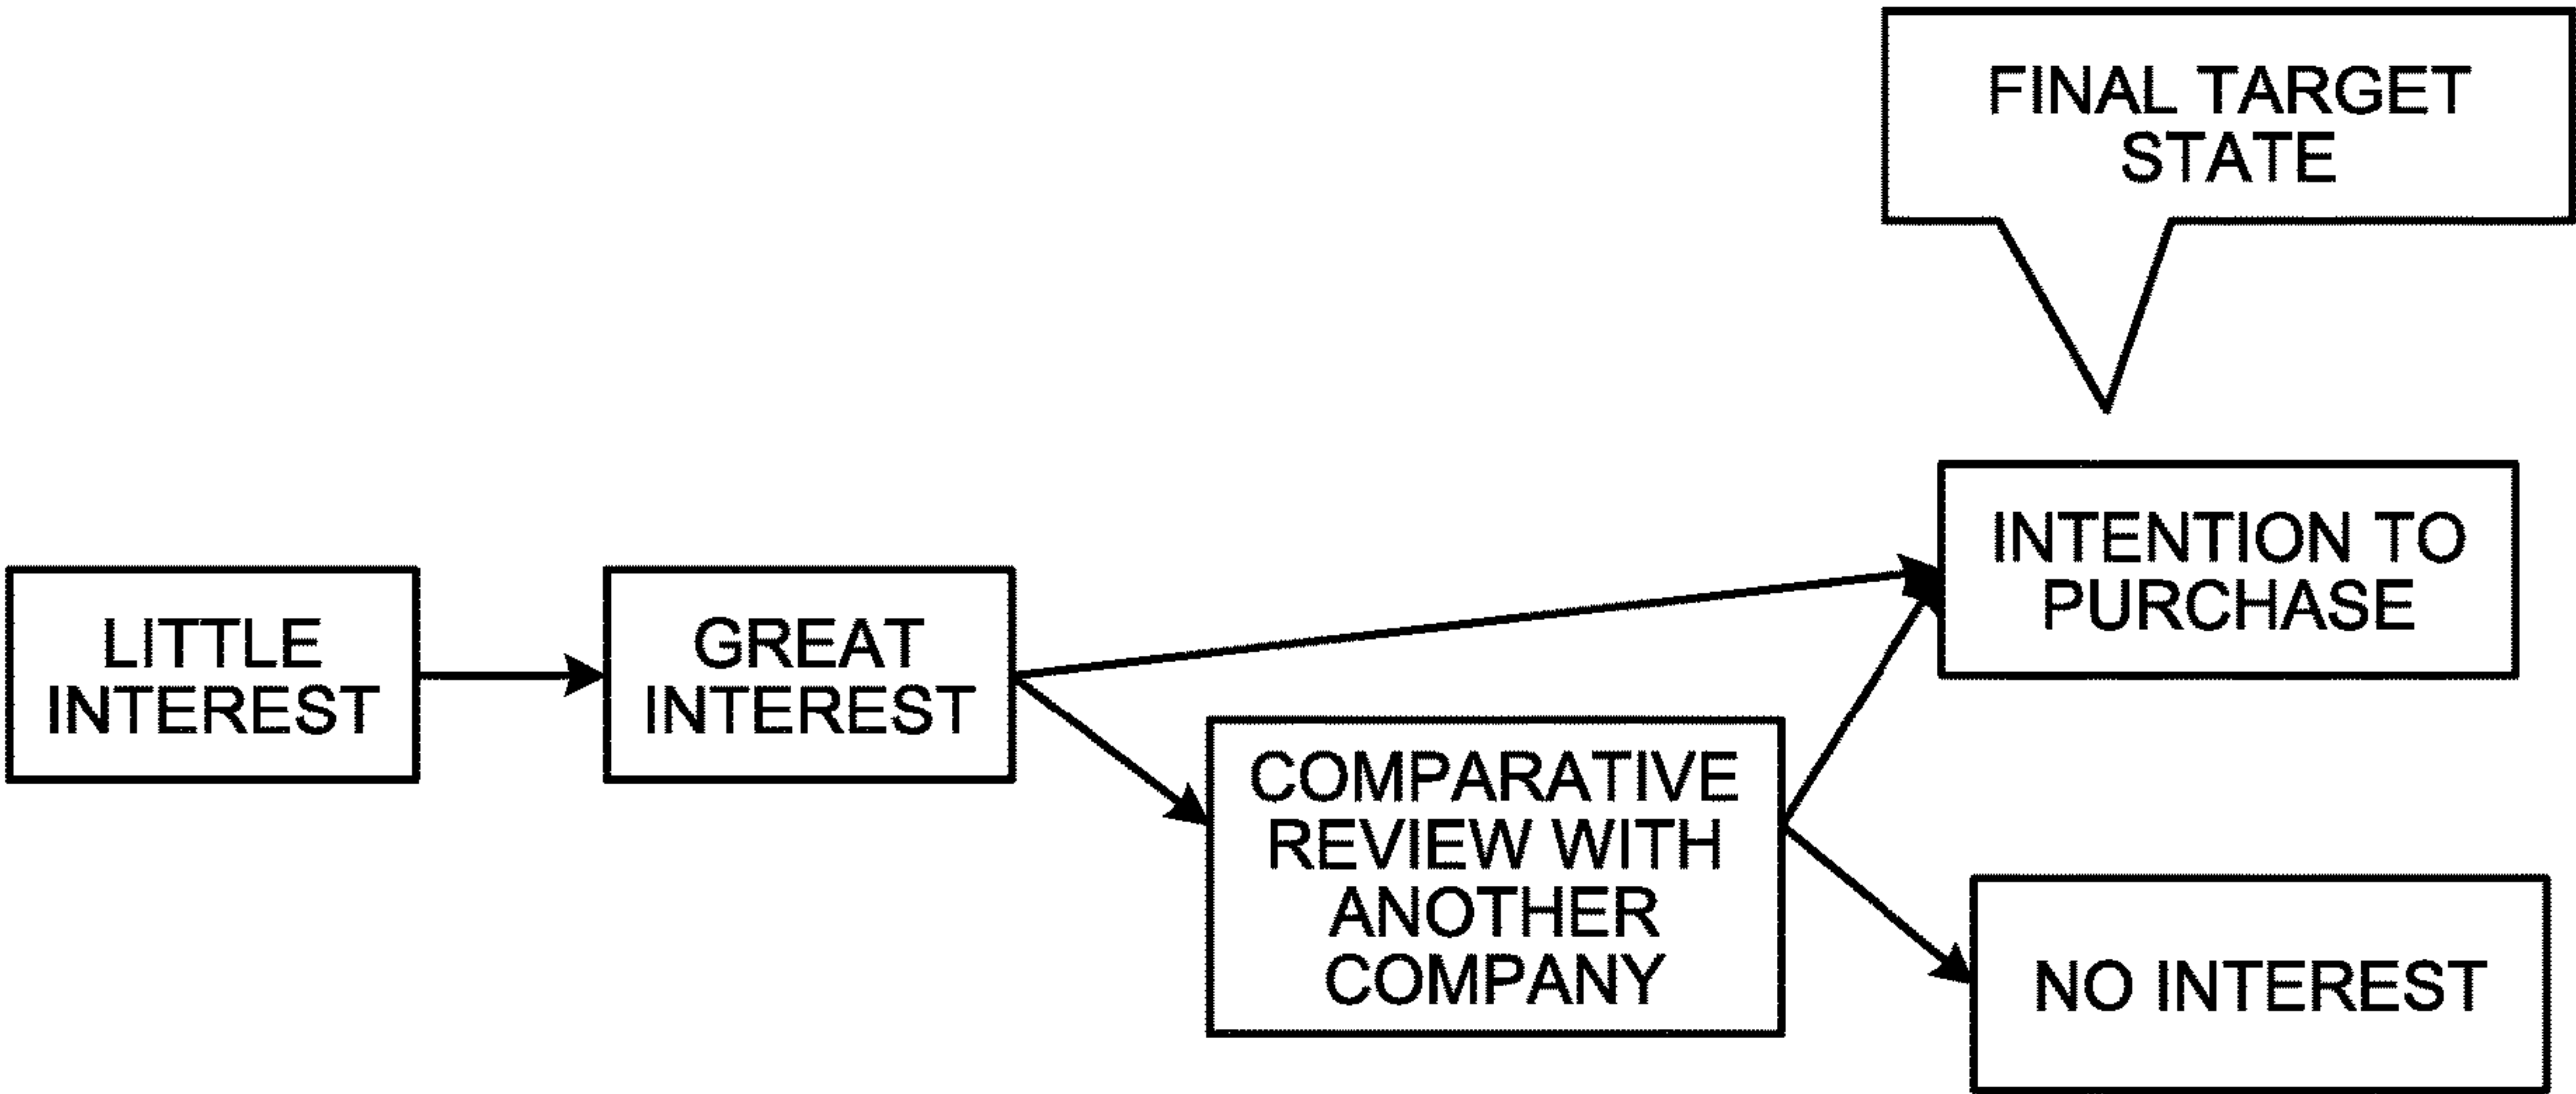 FINAL TARGET
STATE
INTENTION TO
PURCHASE
LITTLE
INTEREST
GREAT
INTEREST
COMPARATIVE
REVIEW WITH
ANOTHER
COMPANY
NO INTEREST